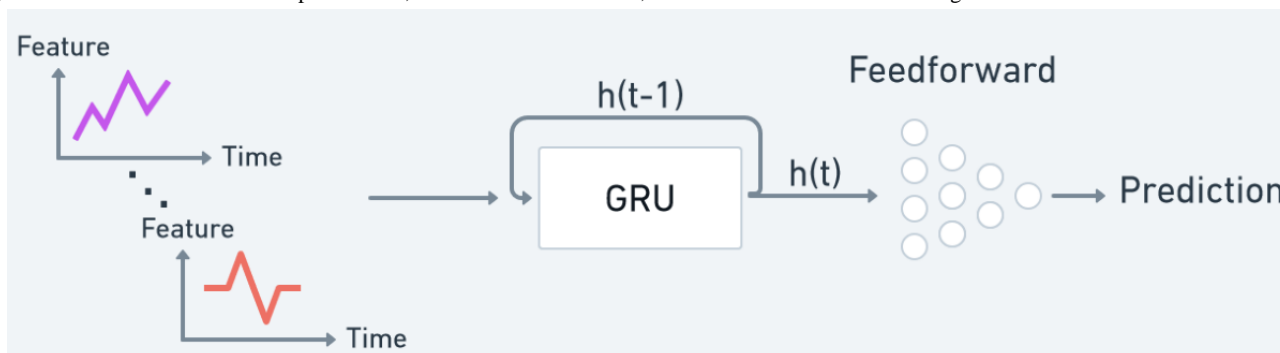 Feature
Time
Feature
Time
h(t-1)
GRU
h(t)
Feedforward
Prediction